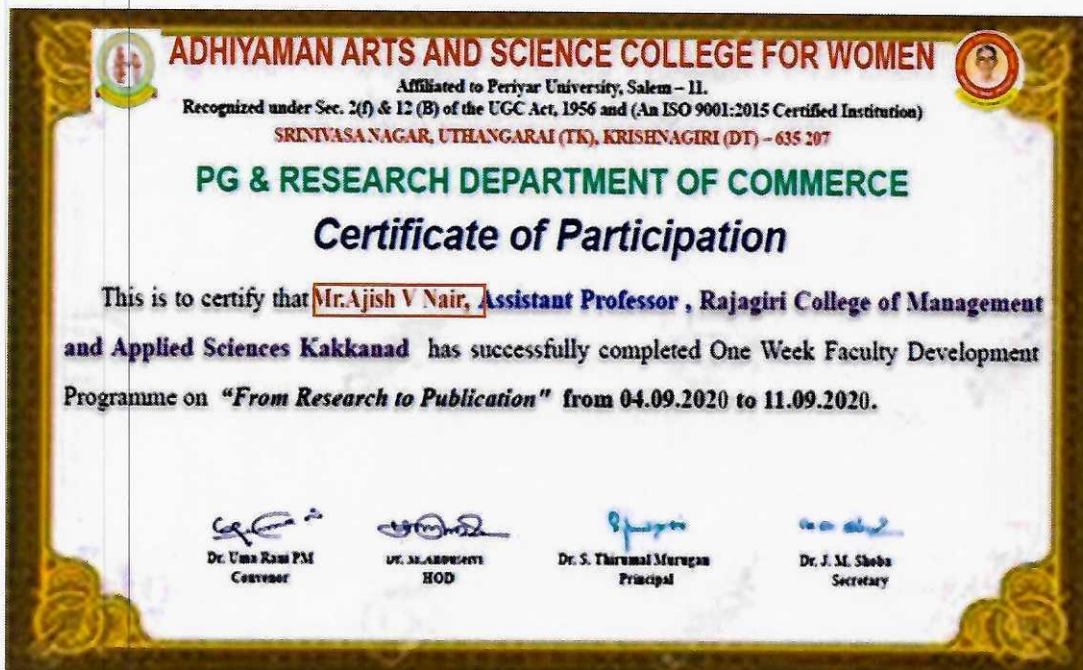 ADHIYAMAN ARTS AND SCIENCE COLLEGE FOR WOMEN
Affiliated to Periyar University, Salem – 11.
Recognized under Sec. 2(f) & 12 (B) of the UGC Act, 1956 and (An ISO 9001:2015 Certified Institution)
SRINIVASA NAGAR, UTHANGARAI (TK), KRISHNAGIRI (DT) – 635 207
PG & RESEARCH DEPARTMENT OF COMMERCE
Certificate of Participation
This is to certify that Mr.Ajish V Nair, Assistant Professor , Rajagiri College of Management
and Applied Sciences Kakkanad has successfully completed One Week Faculty Development
Programme on “From Research to Publication” from 04.09.2020 to 11.09.2020.
Dr. Uma Rani PM Dr. Dr. S. Thirumal Murugan Dr. J. M. Shoba
Convenor HOD Principal Secretary